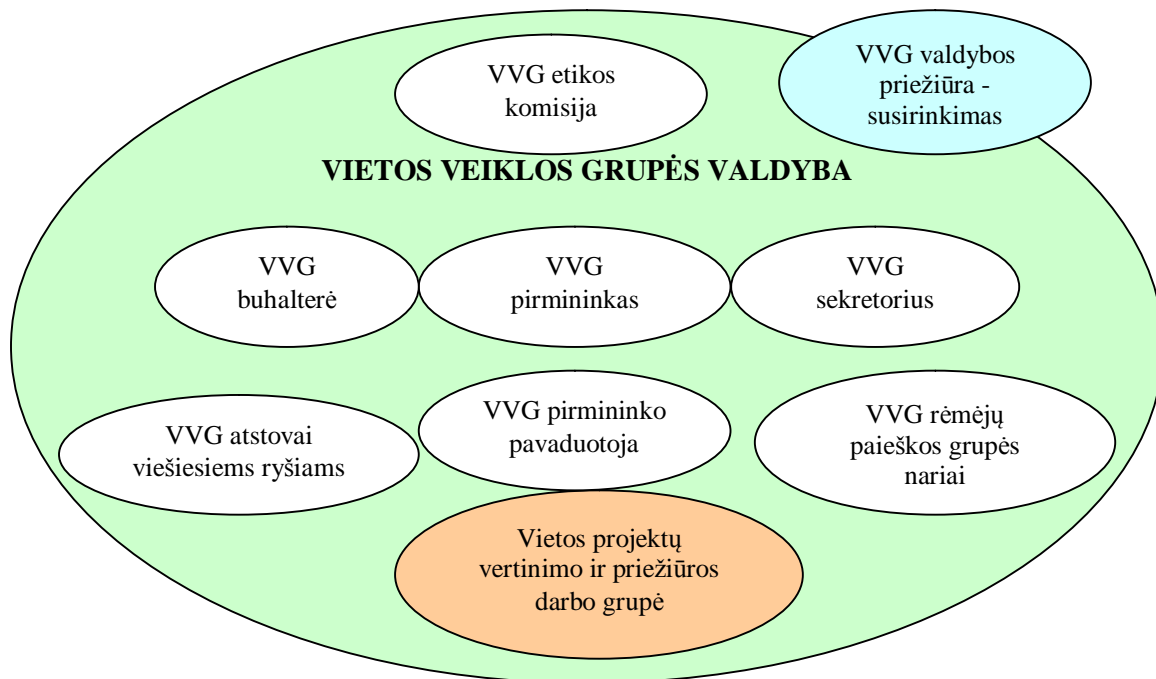 VVG etikos
komisija
VVG valdybos
priežiūra -
susirinkimas
VIETOS VEIKLOS GRUPĖS VALDYBA
VVG
buhalterė
VVG
pirmininkas
VVG
sekretorius
VVG atstovai
viešiesiems ryšiams
VVG pirmininko
pavaduotoja
VVG rėmėjų
paieškos grupės
nariai
Vietos projektų
vertinimo ir priežiūros
darbo grupė